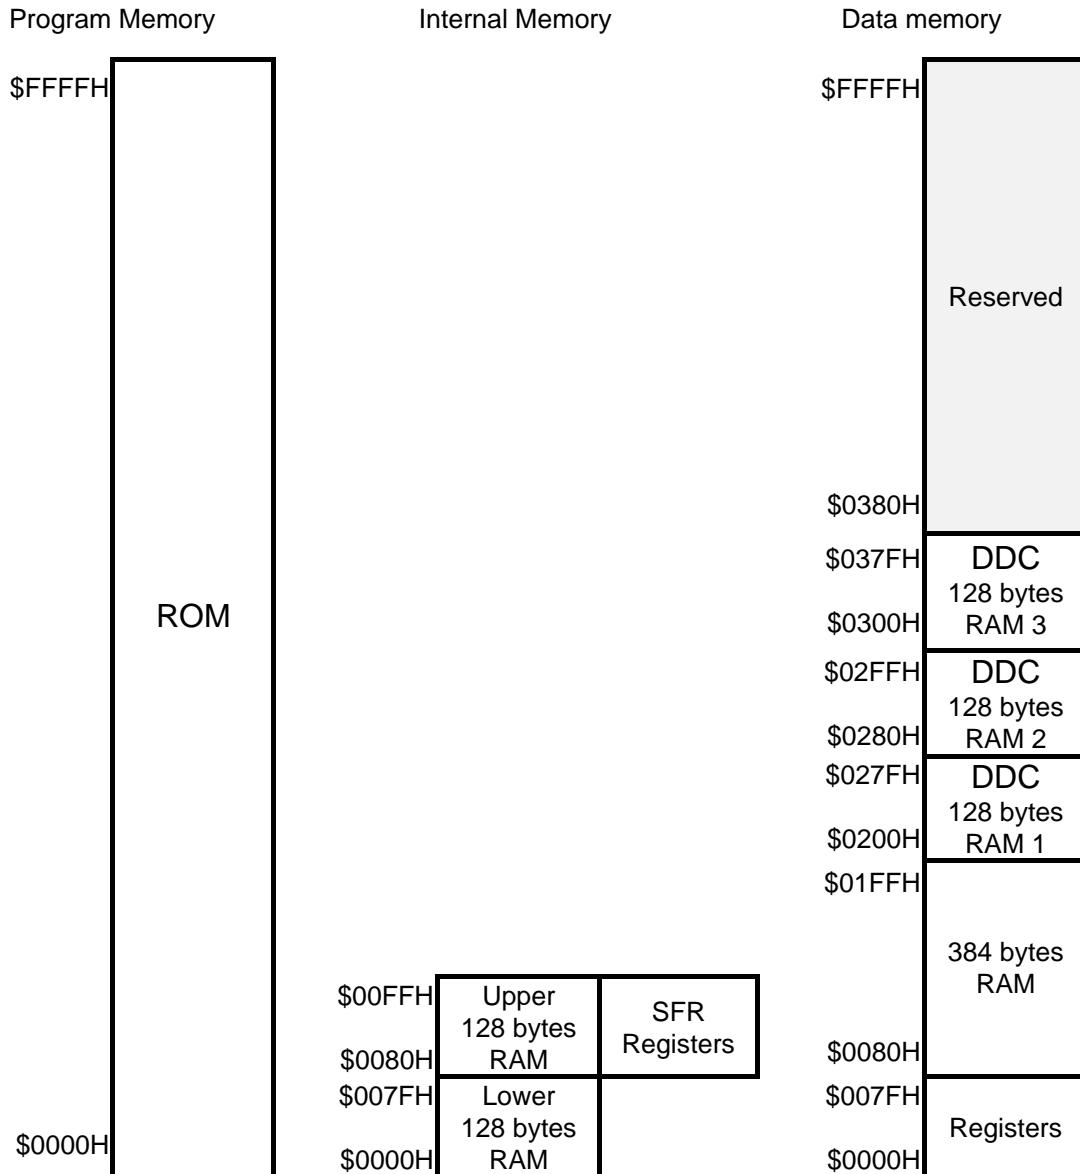 Program Memory
Internal Memory
Data memory
$FFFFH
ROM
$0000H
$00FFH
Upper
128 bytes
RAM
$0080H
SFR
Registers
$007FH
Lower
128 bytes
RAM
$0000H
$FFFFH
Reserved
$0380H
$037FH
DDC
128 bytes
RAM 3
$0300H
$02FFH
DDC
128 bytes
RAM 2
$0280H
$027FH
DDC
128 bytes
RAM 1
$0200H
$01FFH
384 bytes
RAM
$0080H
$007FH
Registers
$0000H